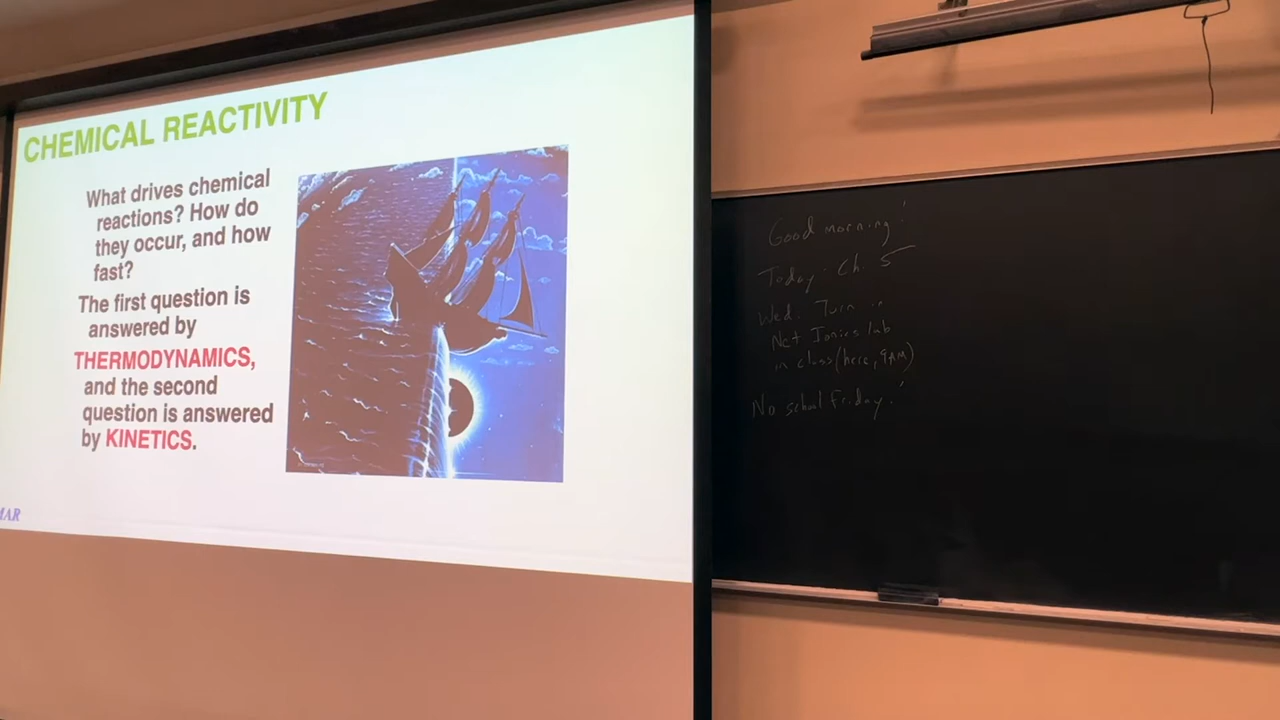 CHEMICAL REACTIVITY
What drives chemical
reactions? How do
they occur, and how
fast?
The first question is
answered by
THERMODYNAMICS,
and the second
question is answered
by KINETICS.
MAR
Good morning!
Today - Ch. 5
Wed. Turn in
Net Ionics lab
in class (here, 9AM)
No school Friday!